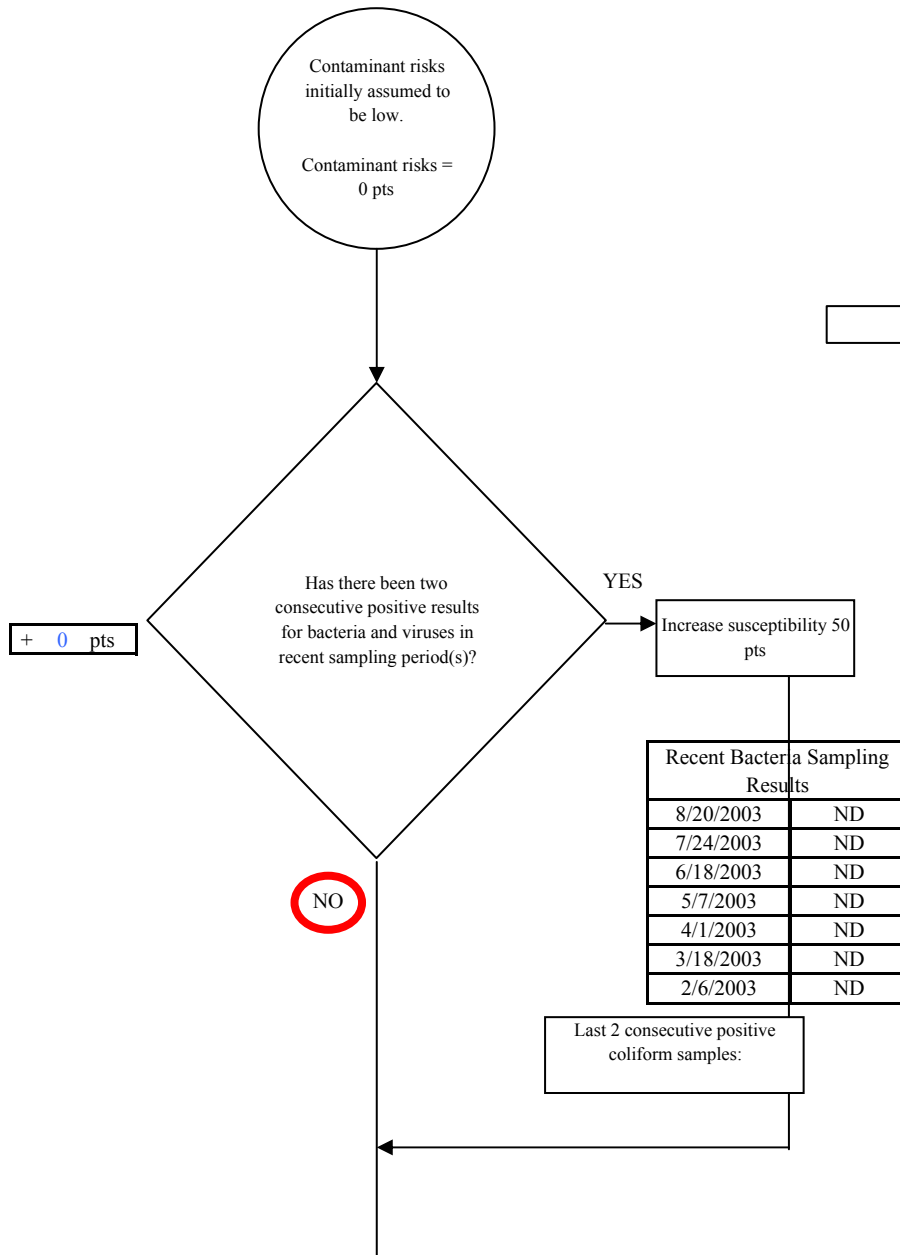 Contaminant risks
initially assumed to
be low.
Contaminant risks =
0 pts
Has there been two
consecutive positive results
for bacteria and viruses in
recent sampling period(s)?
+ 0 pts
YES
Increase susceptibility 50
pts
Recent Bacteria Sampling
Results
8/20/2003 ND
7/24/2003 ND
6/18/2003 ND
5/7/2003 ND
4/1/2003 ND
3/18/2003 ND
2/6/2003 ND
NO
Last 2 consecutive positive
coliform samples: